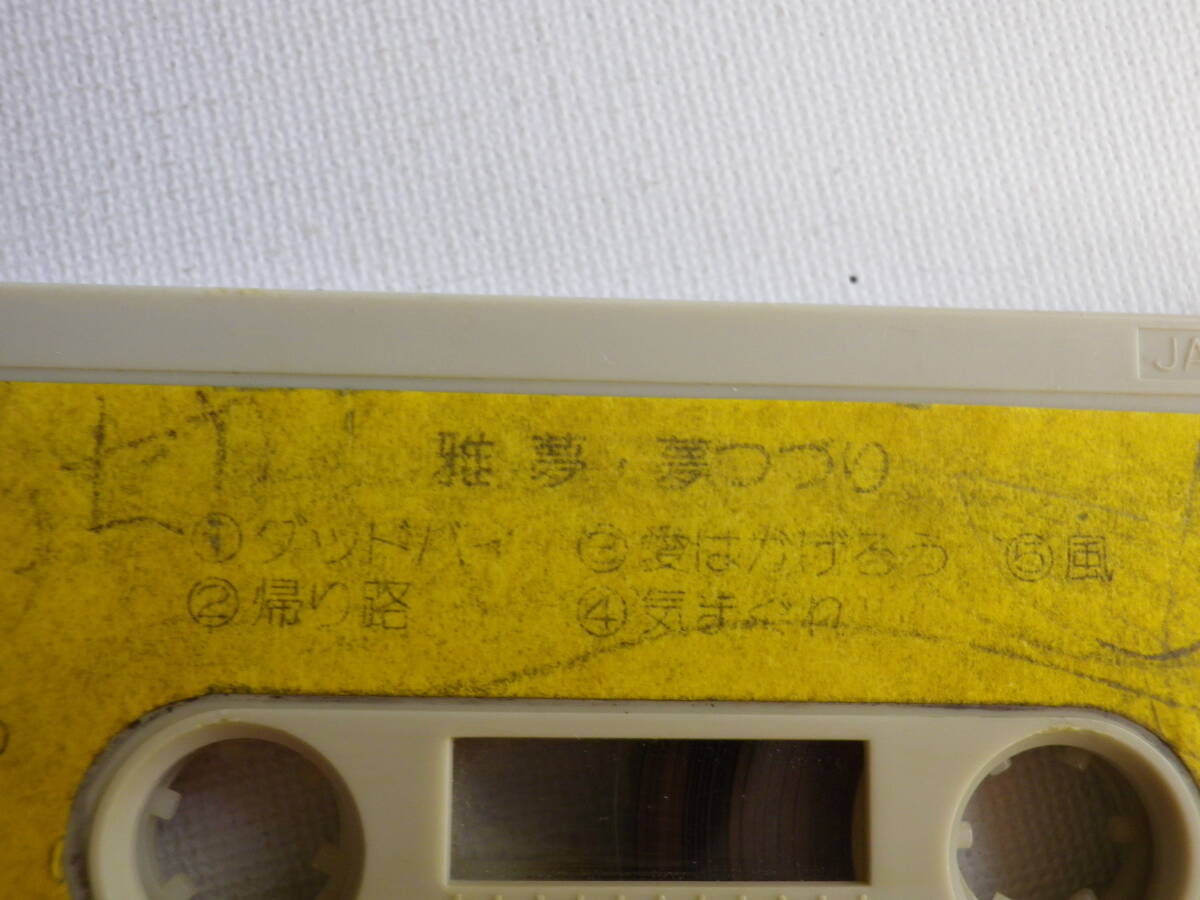 JA
雅夢・夢つづり
①グッドバイ ③愛はかげろう ⑤風
②帰り路 ④気まぐれ